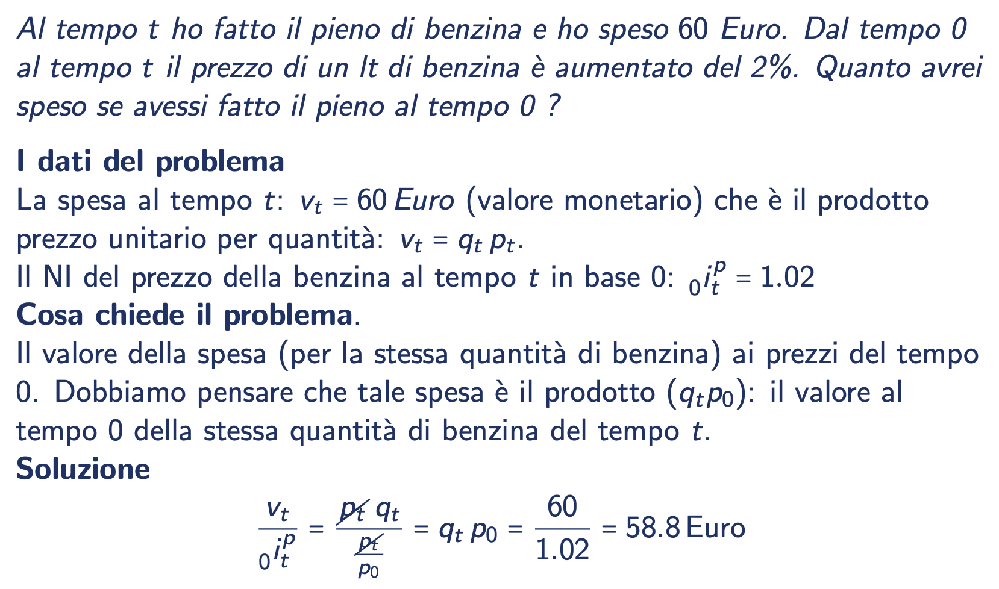 Al tempo t ho fatto il pieno di benzina e ho speso 60 Euro. Dal tempo 0
al tempo t il prezzo di un lt di benzina è aumentato del 2%. Quanto avrei
speso se avessi fatto il pieno al tempo 0 ?
I dati del problema
La spesa al tempo t: v_t = 60 Euro (valore monetario) che è il prodotto
prezzo unitario per quantità: v_t = q_t p_t.
Il NI del prezzo della benzina al tempo t in base 0: _0i_t^p = 1.02
Cosa chiede il problema.
Il valore della spesa (per la stessa quantità di benzina) ai prezzi del tempo
0. Dobbiamo pensare che tale spesa è il prodotto (q_t p_0): il valore al
tempo 0 della stessa quantità di benzina del tempo t.
Soluzione
\frac{v_t}{_0i_t^p} = \frac{\cancel{p_t} q_t}{\frac{\cancel{p_t}}{p_0}} = q_t p_0 = \frac{60}{1.02} = 58.8 Euro